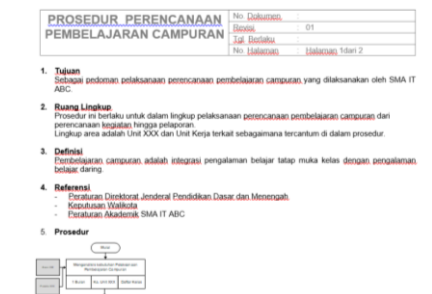 PROSEDUR PERENCANAAN
PEMBELAJARAN CAMPURAN
No. Dokumen :
Revisi : 01
Tgl. Berlaku :
No. Halaman : Halaman 1dari 2
1. Tujuan
Sebagai pedoman pelaksanaan perencanaan pembelajaran campuran yang dilaksanakan oleh SMA IT
ABC.
2. Ruang Lingkup
Prosedur ini berlaku untuk dalam lingkup pelaksanaan perencanaan pembelajaran campuran dari
perencanaan kegiatan hingga pelaporan.
Lingkup area adalah Unit XXX dan Unit Kerja terkait sebagaimana tercantum di dalam prosedur.
3. Definisi
Pembelajaran campuran adalah integrasi pengalaman belajar tatap muka kelas dengan pengalaman
belajar daring.
4. Referensi
- Peraturan Direktorat Jenderal Pendidikan Dasar dan Menengah
- Keputusan Walikota
- Peraturan Akademik SMA IT ABC
5. Prosedur
Mulai